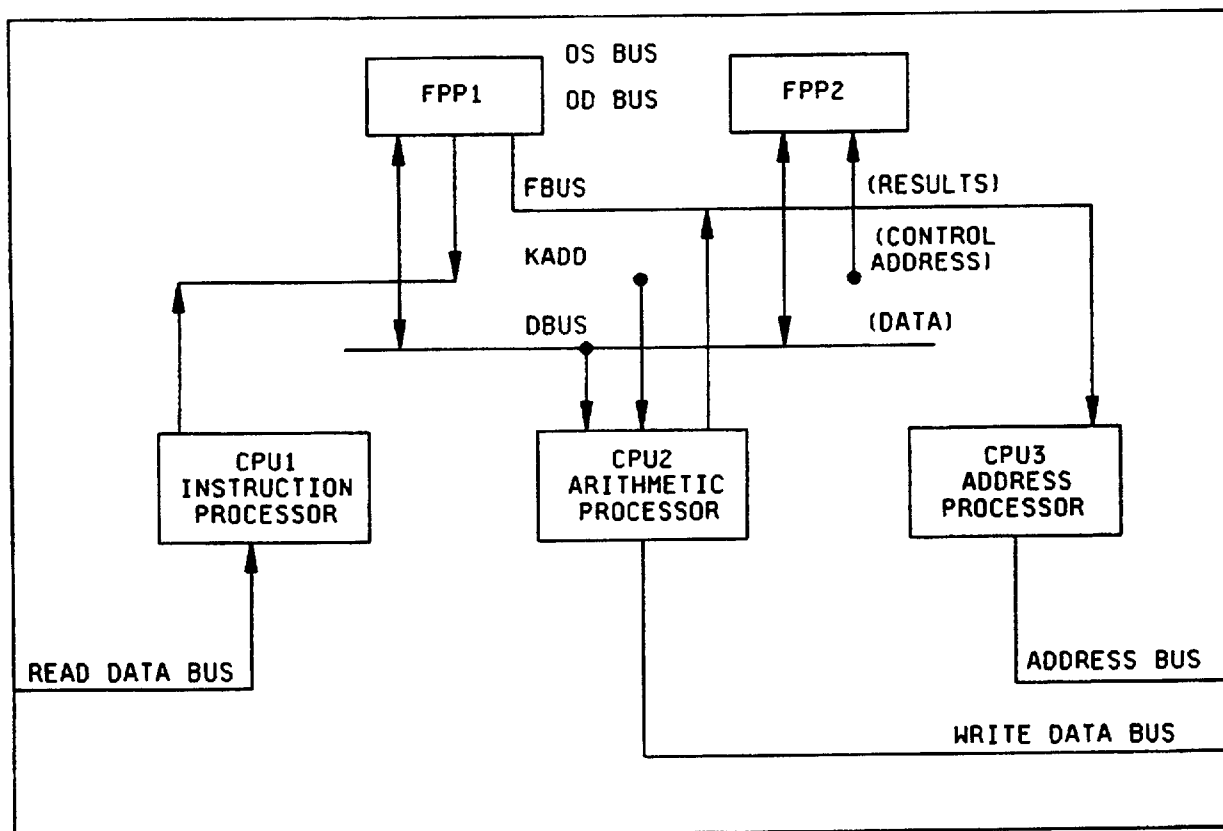 OS BUS
FPP1
FPP2
OD BUS
FBUS
(RESULTS)
KADD
(CONTROL
ADDRESS)
DBUS
(DATA)
CPU1
INSTRUCTION
PROCESSOR
CPU2
ARITHMETIC
PROCESSOR
CPU3
ADDRESS
PROCESSOR
READ DATA BUS
ADDRESS BUS
WRITE DATA BUS